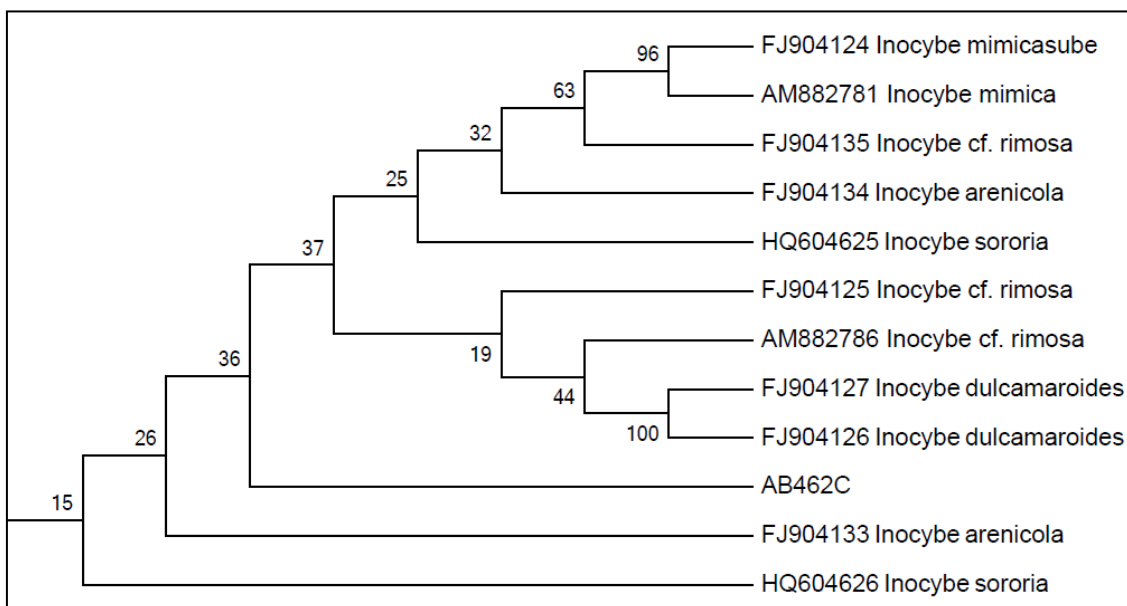 FJ904124 Inocybe mimicasube
96
AM882781 Inocybe mimica
63
FJ904135 Inocybe cf. rimosa
32
FJ904134 Inocybe arenicola
25
HQ604625 Inocybe sororia
37
FJ904125 Inocybe cf. rimosa
AM882786 Inocybe cf. rimosa
19
36
FJ904127 Inocybe dulcamaroides
44
100
FJ904126 Inocybe dulcamaroides
26
AB462C
15
FJ904133 Inocybe arenicola
HQ604626 Inocybe sororia